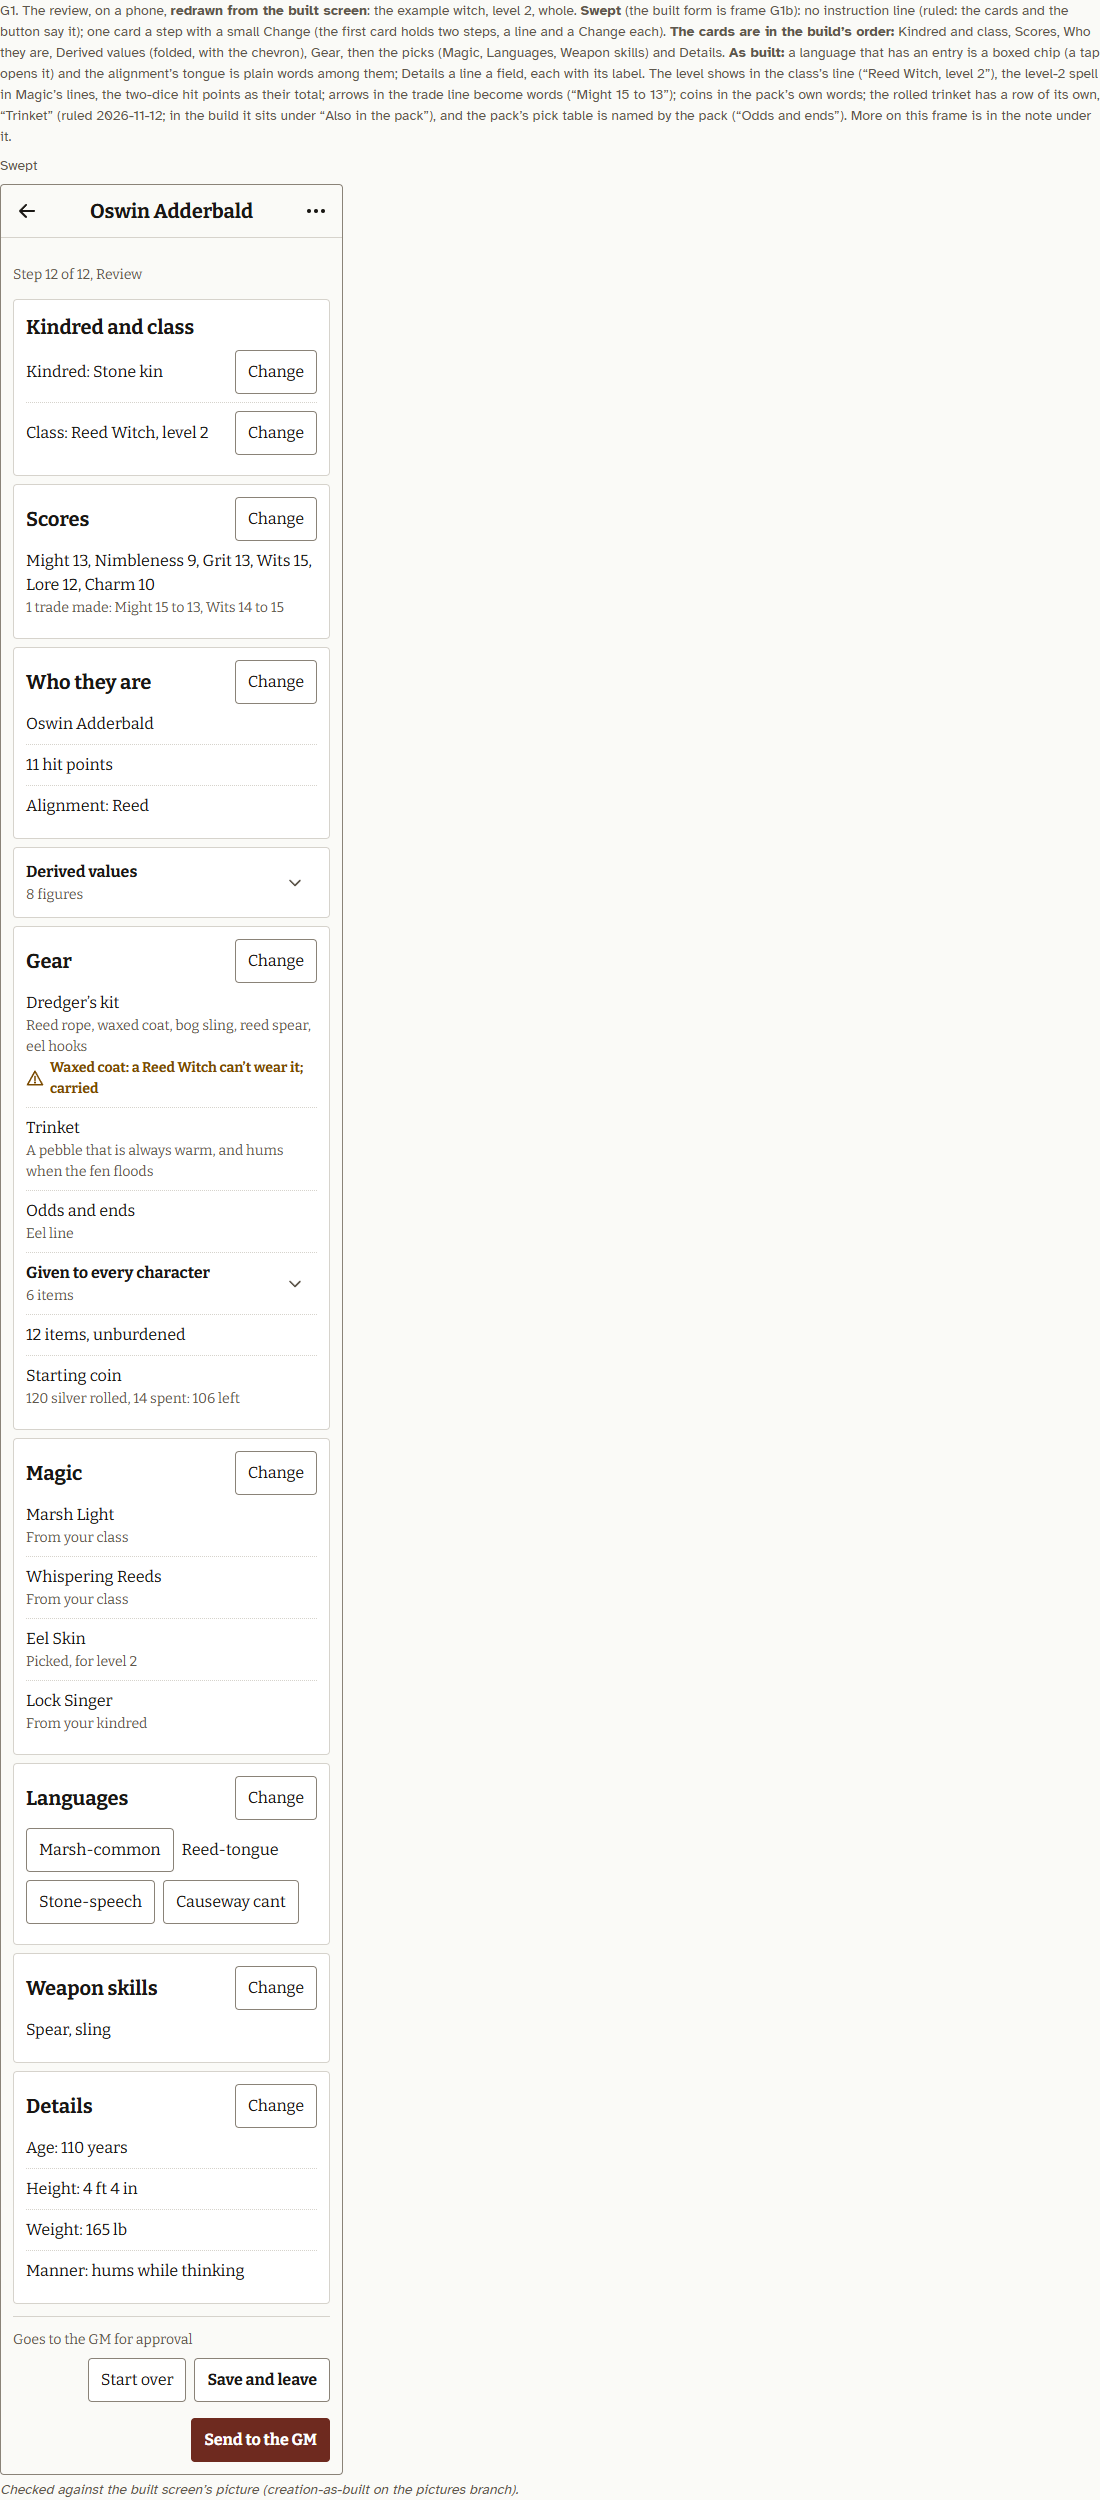 G1. The review, on a phone, redrawn from the built screen: the example witch, level 2, whole. Swept (the built form is frame G1b): no instruction line (ruled: the cards and the
button say it); one card a step with a small Change (the first card holds two steps, a line and a Change each). The cards are in the build’s order: Kindred and class, Scores, Who
they are, Derived values (folded, with the chevron), Gear, then the picks (Magic, Languages, Weapon skills) and Details. As built: a language that has an entry is a boxed chip (a tap
opens it) and the alignment’s tongue is plain words among them; Details a line a field, each with its label. The level shows in the class’s line (“Reed Witch, level 2”), the level-2 spell
in Magic’s lines, the two-dice hit points as their total; arrows in the trade line become words (“Might 15 to 13”); coins in the pack’s own words; the rolled trinket has a row of its own,
“Trinket” (ruled 2026-11-12; in the build it sits under “Also in the pack”), and the pack’s pick table is named by the pack (“Odds and ends”). More on this frame is in the note under
it.
Swept
Oswin Adderbald
Step 12 of 12, Review
Kindred and class
Kindred: Stone kin
Change
Class: Reed Witch, level 2
Change
Scores
Change
Might 13, Nimbleness 9, Grit 13, Wits 15,
Lore 12, Charm 10
1 trade made: Might 15 to 13, Wits 14 to 15
Who they are
Change
Oswin Adderbald
11 hit points
Alignment: Reed
Derived values
8 figures
Gear
Change
Dredger’s kit
Reed rope, waxed coat, bog sling, reed spear,
eel hooks
Waxed coat: a Reed Witch can’t wear it;
carried
Trinket
A pebble that is always warm, and hums
when the fen floods
Odds and ends
Eel line
Given to every character
6 items
12 items, unburdened
Starting coin
120 silver rolled, 14 spent: 106 left
Magic
Change
Marsh Light
From your class
Whispering Reeds
From your class
Eel Skin
Picked, for level 2
Lock Singer
From your kindred
Languages
Change
Marsh-common
Reed-tongue
Stone-speech
Causeway cant
Weapon skills
Change
Spear, sling
Details
Change
Age: 110 years
Height: 4 ft 4 in
Weight: 165 lb
Manner: hums while thinking
Goes to the GM for approval
Start over
Save and leave
Send to the GM
Checked against the built screen’s picture (creation-as-built on the pictures branch).